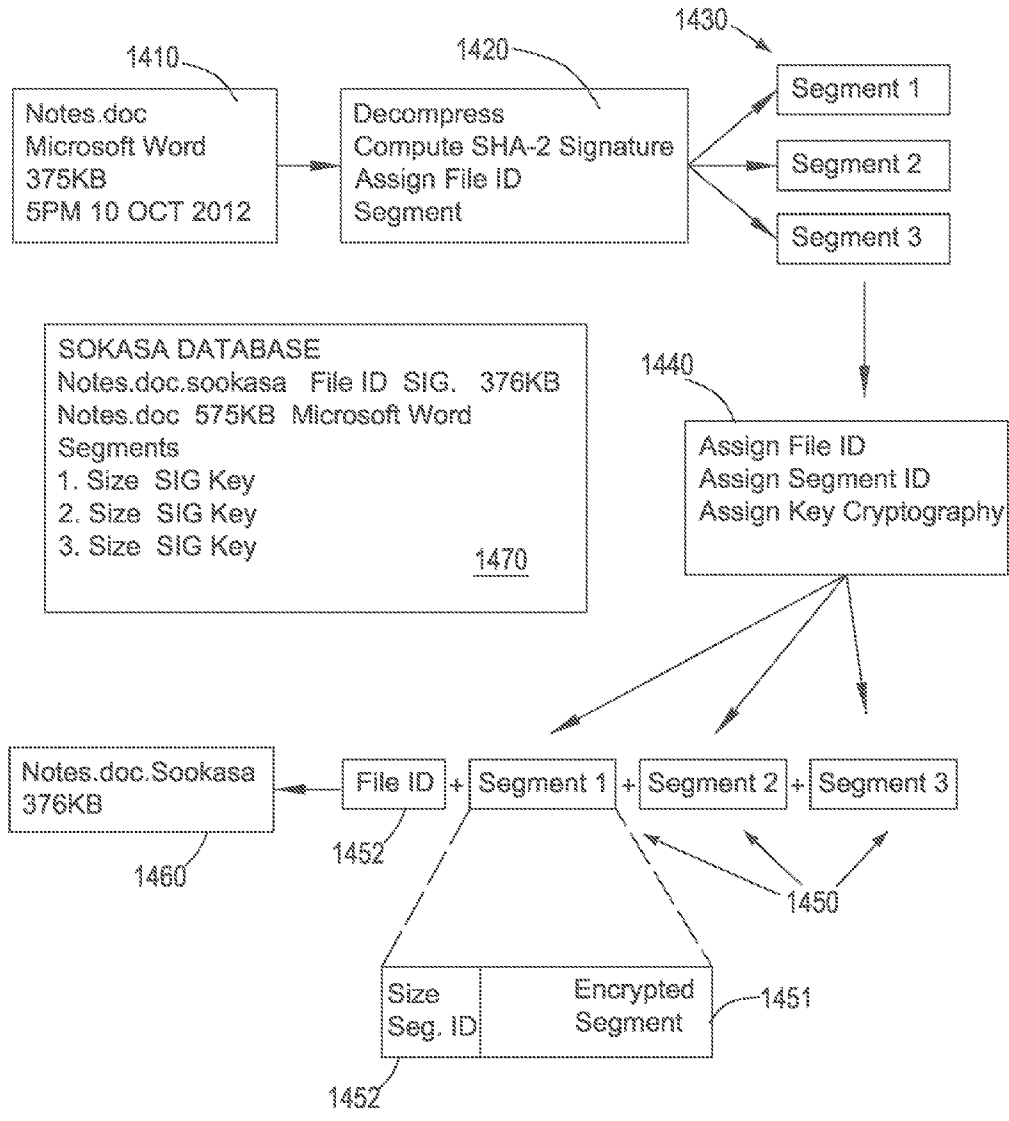 1410
Notes.doc
Microsoft Word
375KB
5PM 10 OCT 2012
1420
Decompress
Compute SHA-2 Signature
Assign File ID
Segment
1430
Segment 1
Segment 2
Segment 3
SOKASA DATABASE
Notes.doc.sookasa File ID SIG. 376KB
Notes.doc 575KB Microsoft Word
Segments
1. Size SIG Key
2. Size SIG Key
3. Size SIG Key
1470
1440
Assign File ID
Assign Segment ID
Assign Key Cryptography
Notes.doc.Sookasa
376KB
1460
File ID + Segment 1 + Segment 2 + Segment 3
1452
1450
Size
Seg. ID
Encrypted
Segment
1451
1452